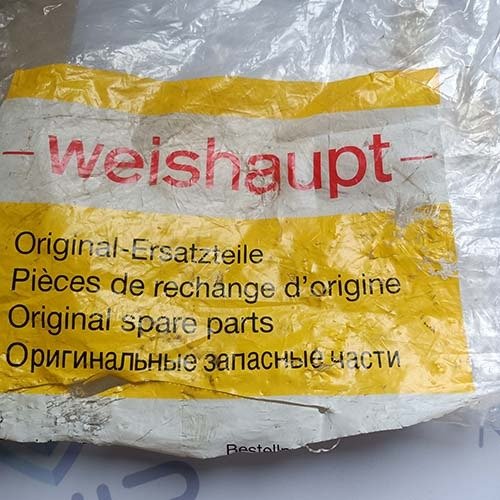 – weishaupt –
Original-Ersatzteile
Pièces de rechange d'origine
Original spare parts
Оригинальные запасные части